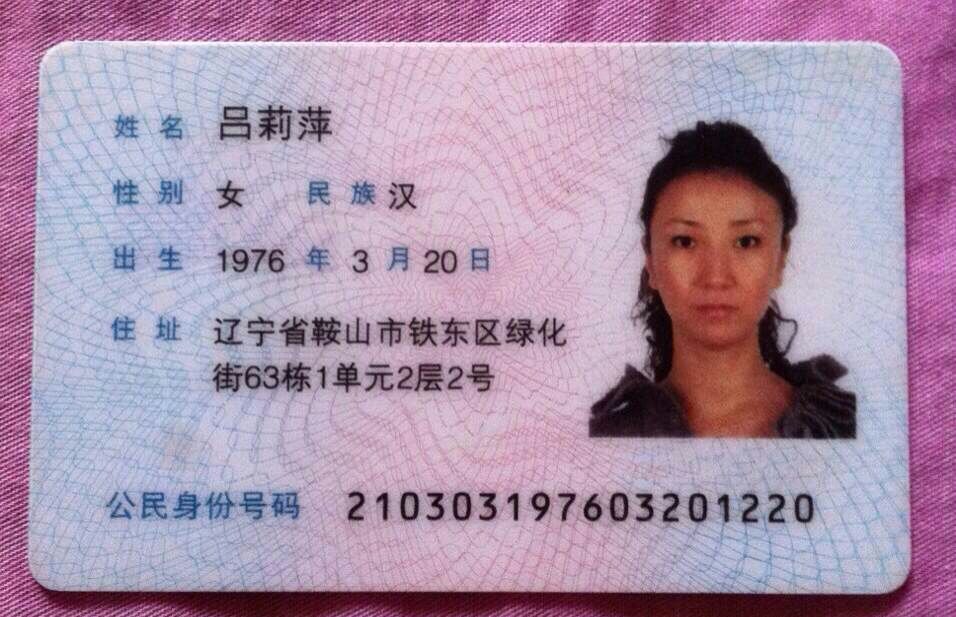 姓名 吕莉萍
性别 女 民族 汉
出生 1976 年 3 月 20 日
住址 辽宁省鞍山市铁东区绿化
街63栋1单元2层2号
公民身份号码 210303197603201220